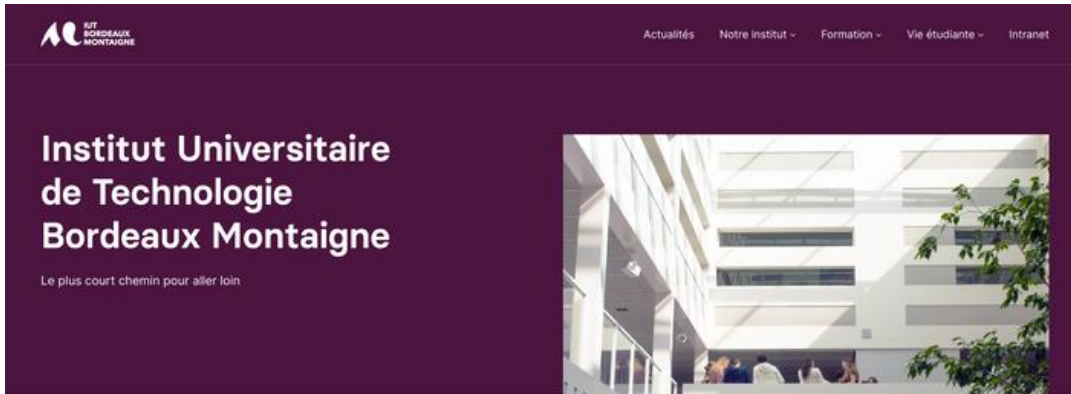 IUT
BORDEAUX
MONTAIGNE
Actualités Notre institut Formation Vie étudiante Intranet
Institut Universitaire
de Technologie
Bordeaux Montaigne
Le plus court chemin pour aller loin